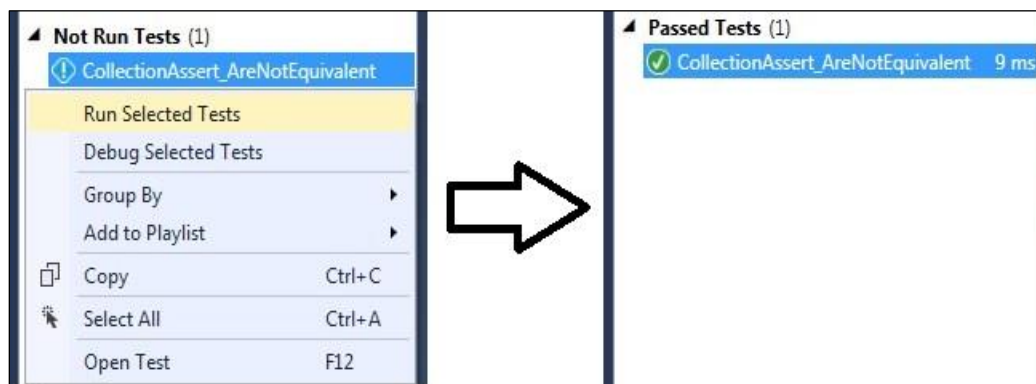 Not Run Tests (1)
CollectionAssert_AreNotEquivalent
Run Selected Tests
Debug Selected Tests
Group By
Add to Playlist
Copy Ctrl+C
Select All Ctrl+A
Open Test F12
Passed Tests (1)
CollectionAssert_AreNotEquivalent 9 ms